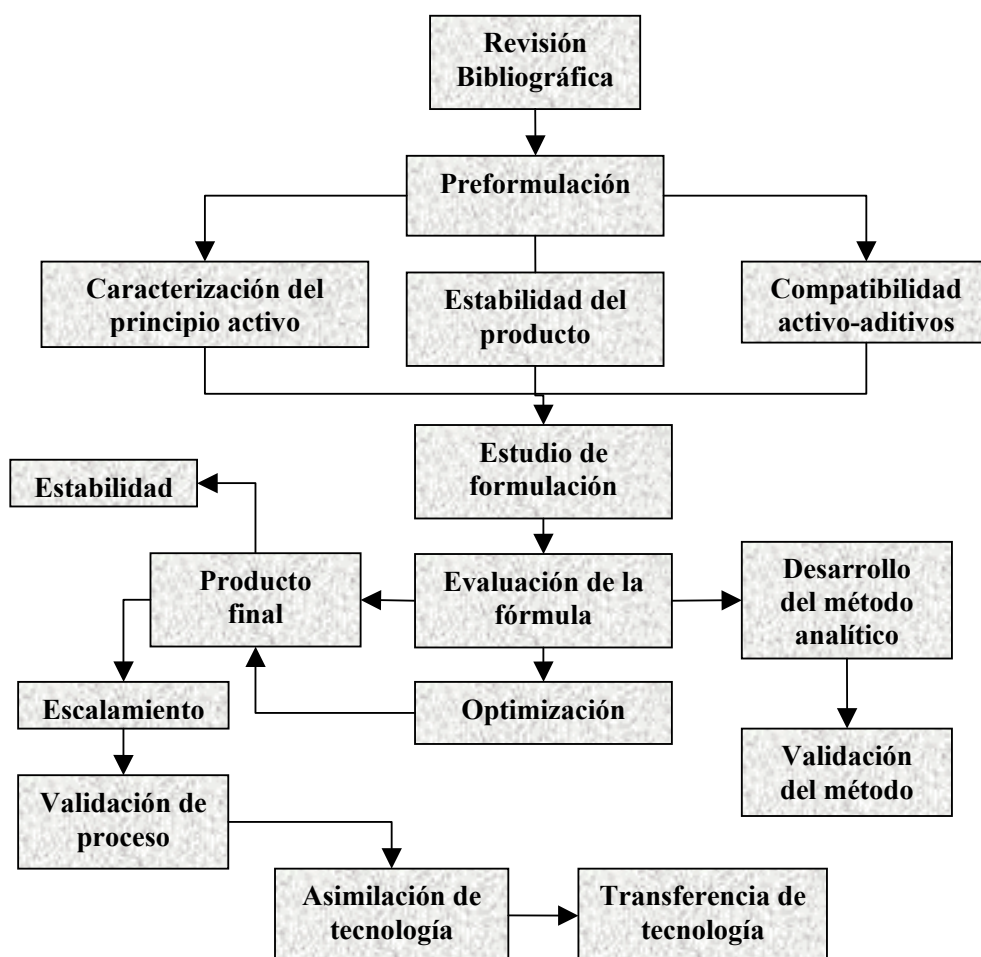 Revisión
Bibliográfica
Preformulación
Caracterización del
principio activo
Estabilidad del
producto
Compatibilidad
activo-aditivos
Estudio de
formulación
Estabilidad
Producto
final
Evaluación de la
fórmula
Desarrollo
del método
analítico
Escalamiento
Optimización
Validación
del método
Validación de
proceso
Asimilación de
tecnología
Transferencia de
tecnología